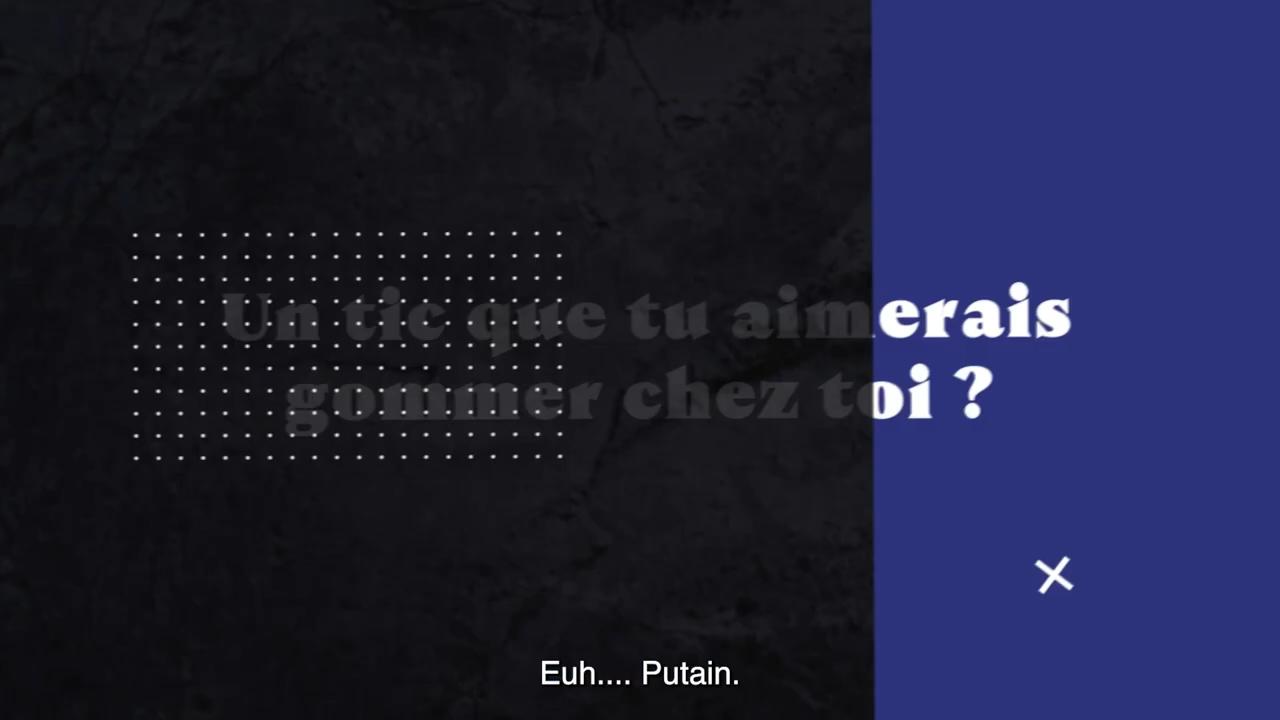 Un tic que tu aimerais
gommer chez toi ?
Euh.... Putain.